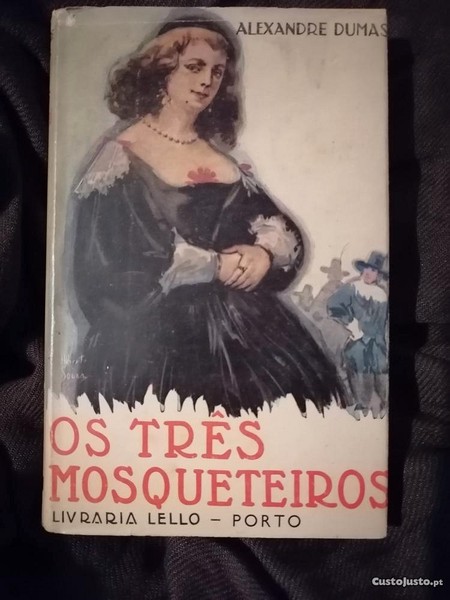 ALEXANDRE DUMAS
OS TRÊS
MOSQUETEIROS
LIVRARIA LELLO – PORTO
CustoJusto.pt